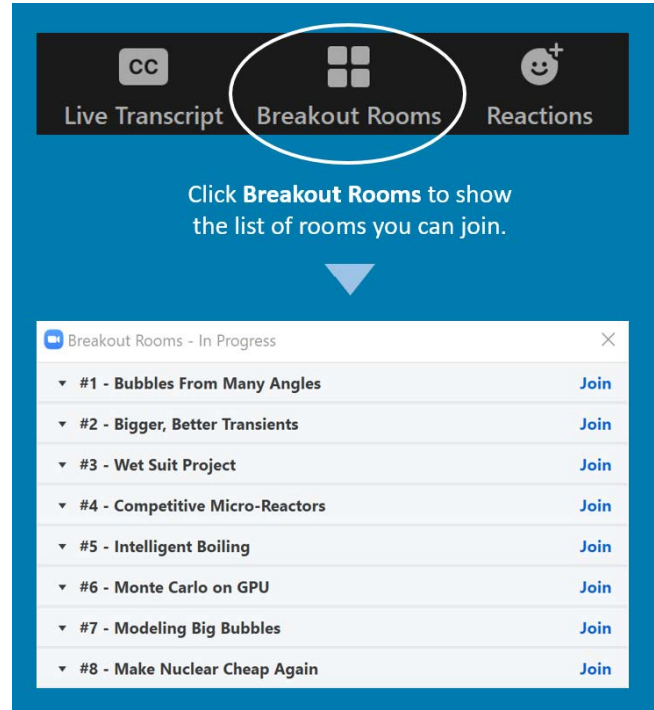 CC
Live Transcript Breakout Rooms Reactions
Click Breakout Rooms to show
the list of rooms you can join.
Breakout Rooms - In Progress
#1 - Bubbles From Many Angles Join
#2 - Bigger, Better Transients Join
#3 - Wet Suit Project Join
#4 - Competitive Micro-Reactors Join
#5 - Intelligent Boiling Join
#6 - Monte Carlo on GPU Join
#7 - Modeling Big Bubbles Join
#8 - Make Nuclear Cheap Again Join